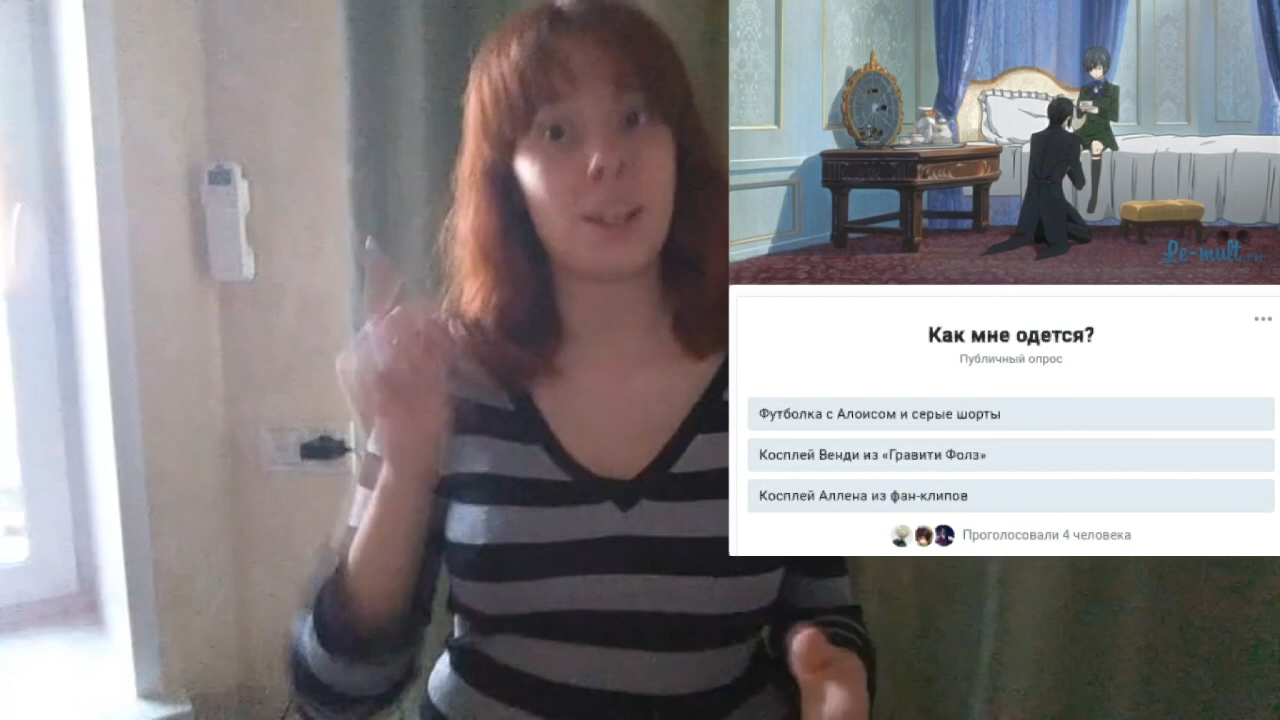 Le-mult.ru
Как мне одется?
Публичный опрос
Футболка с Алоисом и серые шорты
Косплей Венди из «Гравити Фолз»
Косплей Аллена из фан-клипов
Проголосовали 4 человека